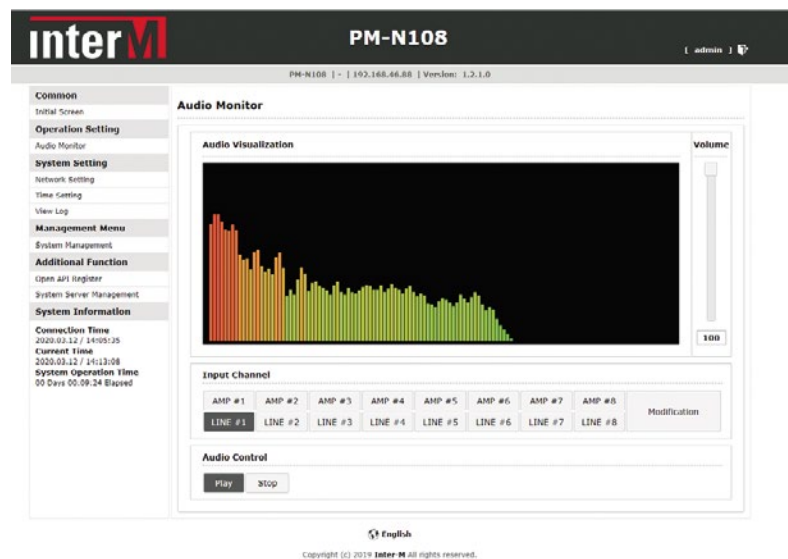 interM
PM-N108
[ admin ]
PM-N108 | - | 192.168.46.88 | Version: 1.2.1.0
Common
Initial Screen
Operation Setting
Audio Monitor
System Setting
Network Setting
Time Setting
View Log
Management Menu
System Management
Additional Function
Open API Register
System Server Management
System Information
Connection Time
2020.03.12 / 14:05:35
Current Time
2020.03.12 / 14:13:08
System Operation Time
00 Days 00:09:24 Elapsed
Audio Monitor
Audio Visualization
Volume
100
Input Channel
AMP #1 AMP #2 AMP #3 AMP #4 AMP #5 AMP #6 AMP #7 AMP #8
LINE #1 LINE #2 LINE #3 LINE #4 LINE #5 LINE #6 LINE #7 LINE #8
Modification
Audio Control
Play Stop
English
Copyright (c) 2019 Inter-M All rights reserved.